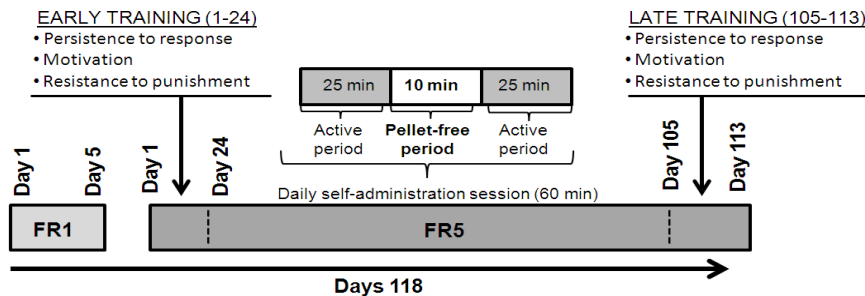 EARLY TRAINING (1-24)
• Persistence to response
• Motivation
• Resistance to punishment
LATE TRAINING (105-113)
• Persistence to response
• Motivation
• Resistance to punishment
25 min 10 min 25 min
Active period
Pellet-free period
Active period
Daily self-administration session (60 min)
Day 1
Day 5
Day 1
Day 24
Day 105
Day 113
FR1
FR5
Days 118